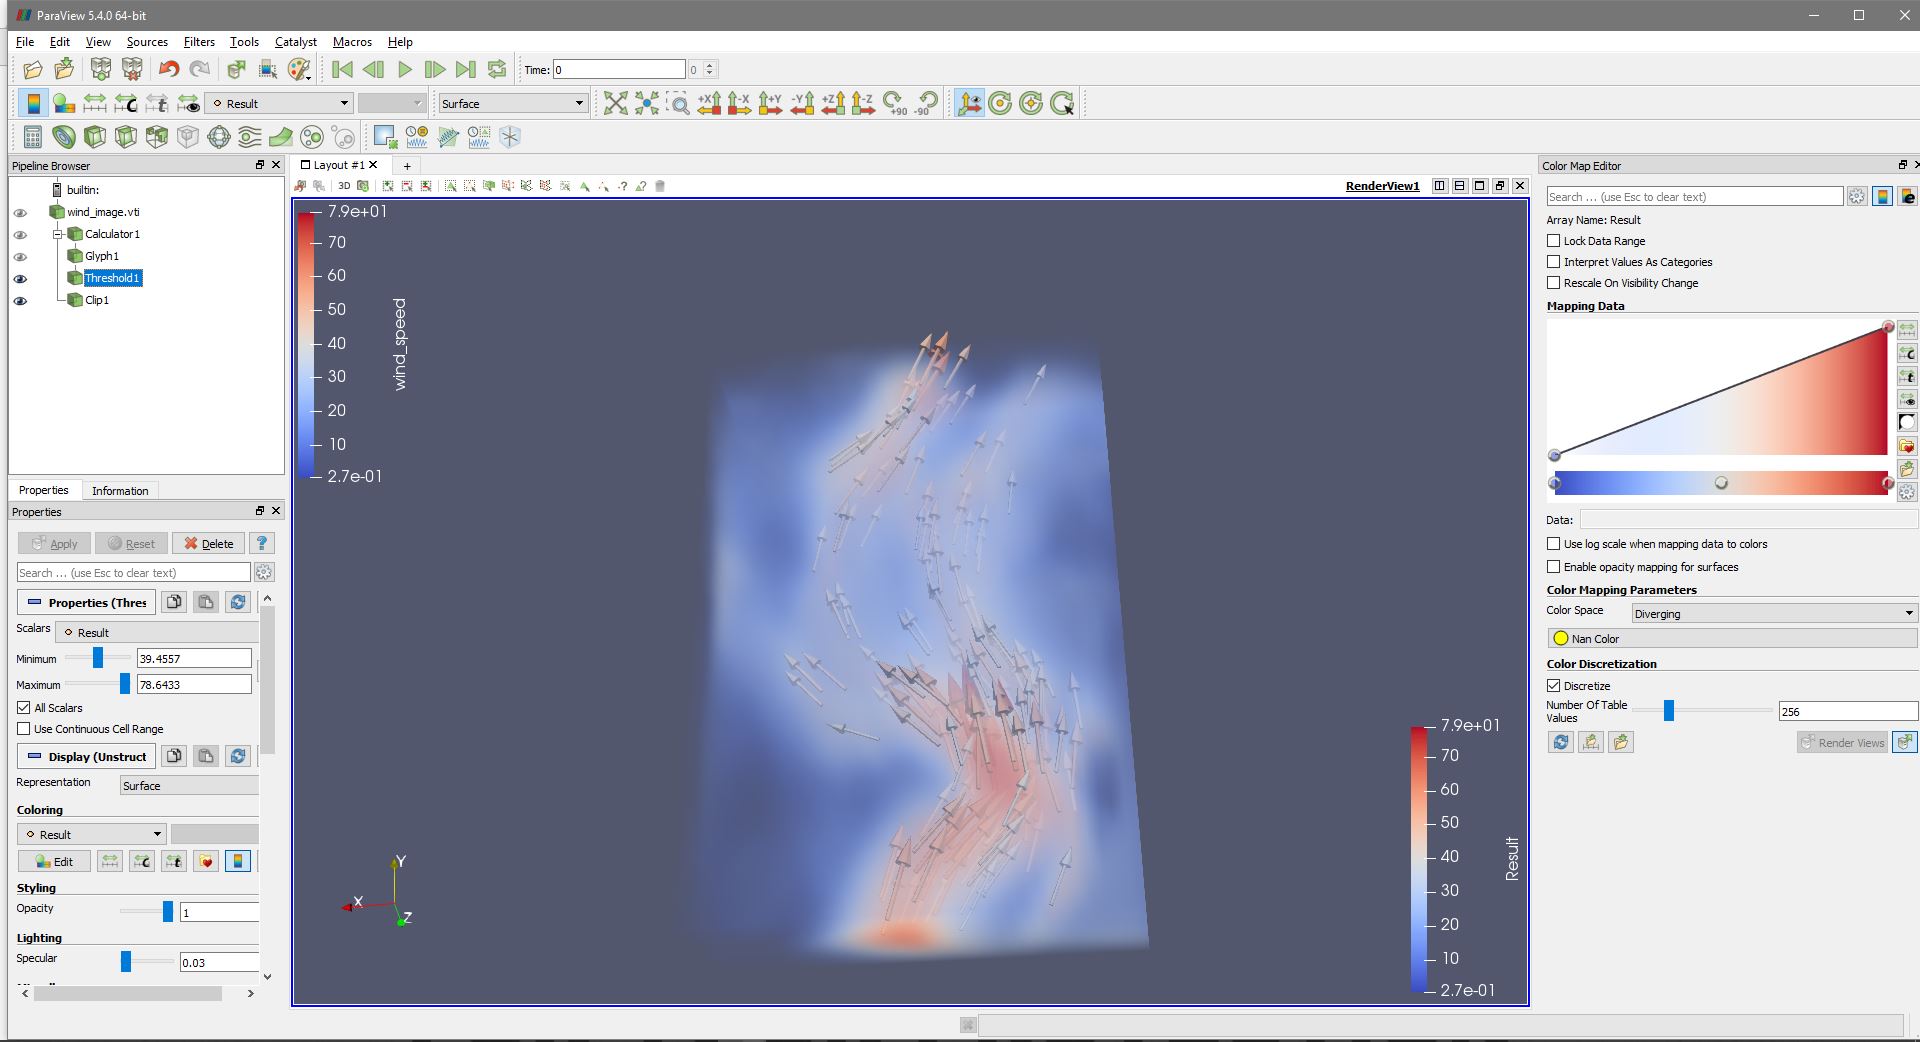 ParaView 5.4.0 64-bit
File Edit View Sources Filters Tools Catalyst Macros Help
Time: 0 0
Result Surface +X -X +Y -Y +Z -Z +90 -90
Pipeline Browser
builtin:
wind_image.vti
Calculator1
Glyph1
Threshold1
Clip1
Properties Information
Properties
Apply Reset Delete ?
Search ... (use Esc to clear text)
Properties (Thres
Scalars Result
Minimum 39.4557
Maximum 78.6433
All Scalars
Use Continuous Cell Range
Display (Unstruct
Representation Surface
Coloring
Result
Edit
Styling
Opacity 1
Lighting
Specular 0.03
Layout #1 +
3D RenderView1
7.9e+01
70
60
50
40
30
20
10
2.7e-01
wind_speed
Y
X
Z
7.9e+01
70
60
50
40
30
20
10
2.7e-01
Result
Color Map Editor
Search ... (use Esc to clear text)
Array Name: Result
Lock Data Range
Interpret Values As Categories
Rescale On Visibility Change
Mapping Data
Data:
Use log scale when mapping data to colors
Enable opacity mapping for surfaces
Color Mapping Parameters
Color Space Diverging
Nan Color
Color Discretization
Discretize
Number Of Table
Values 256
Render Views